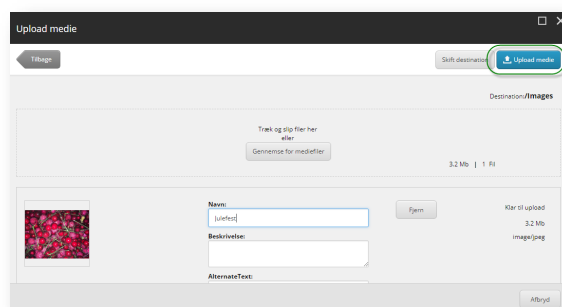 Upload medie
Tilbage
Skift destination
Upload medie
Destination:/Images
Træk og slip filer her
eller
Gennemse for mediefiler
3.2 Mb | 1 Fil
Navn:
Julefest
Fjern
Klar til upload
3.2 Mb
image/jpeg
Beskrivelse:
AlternateText:
Afbryd